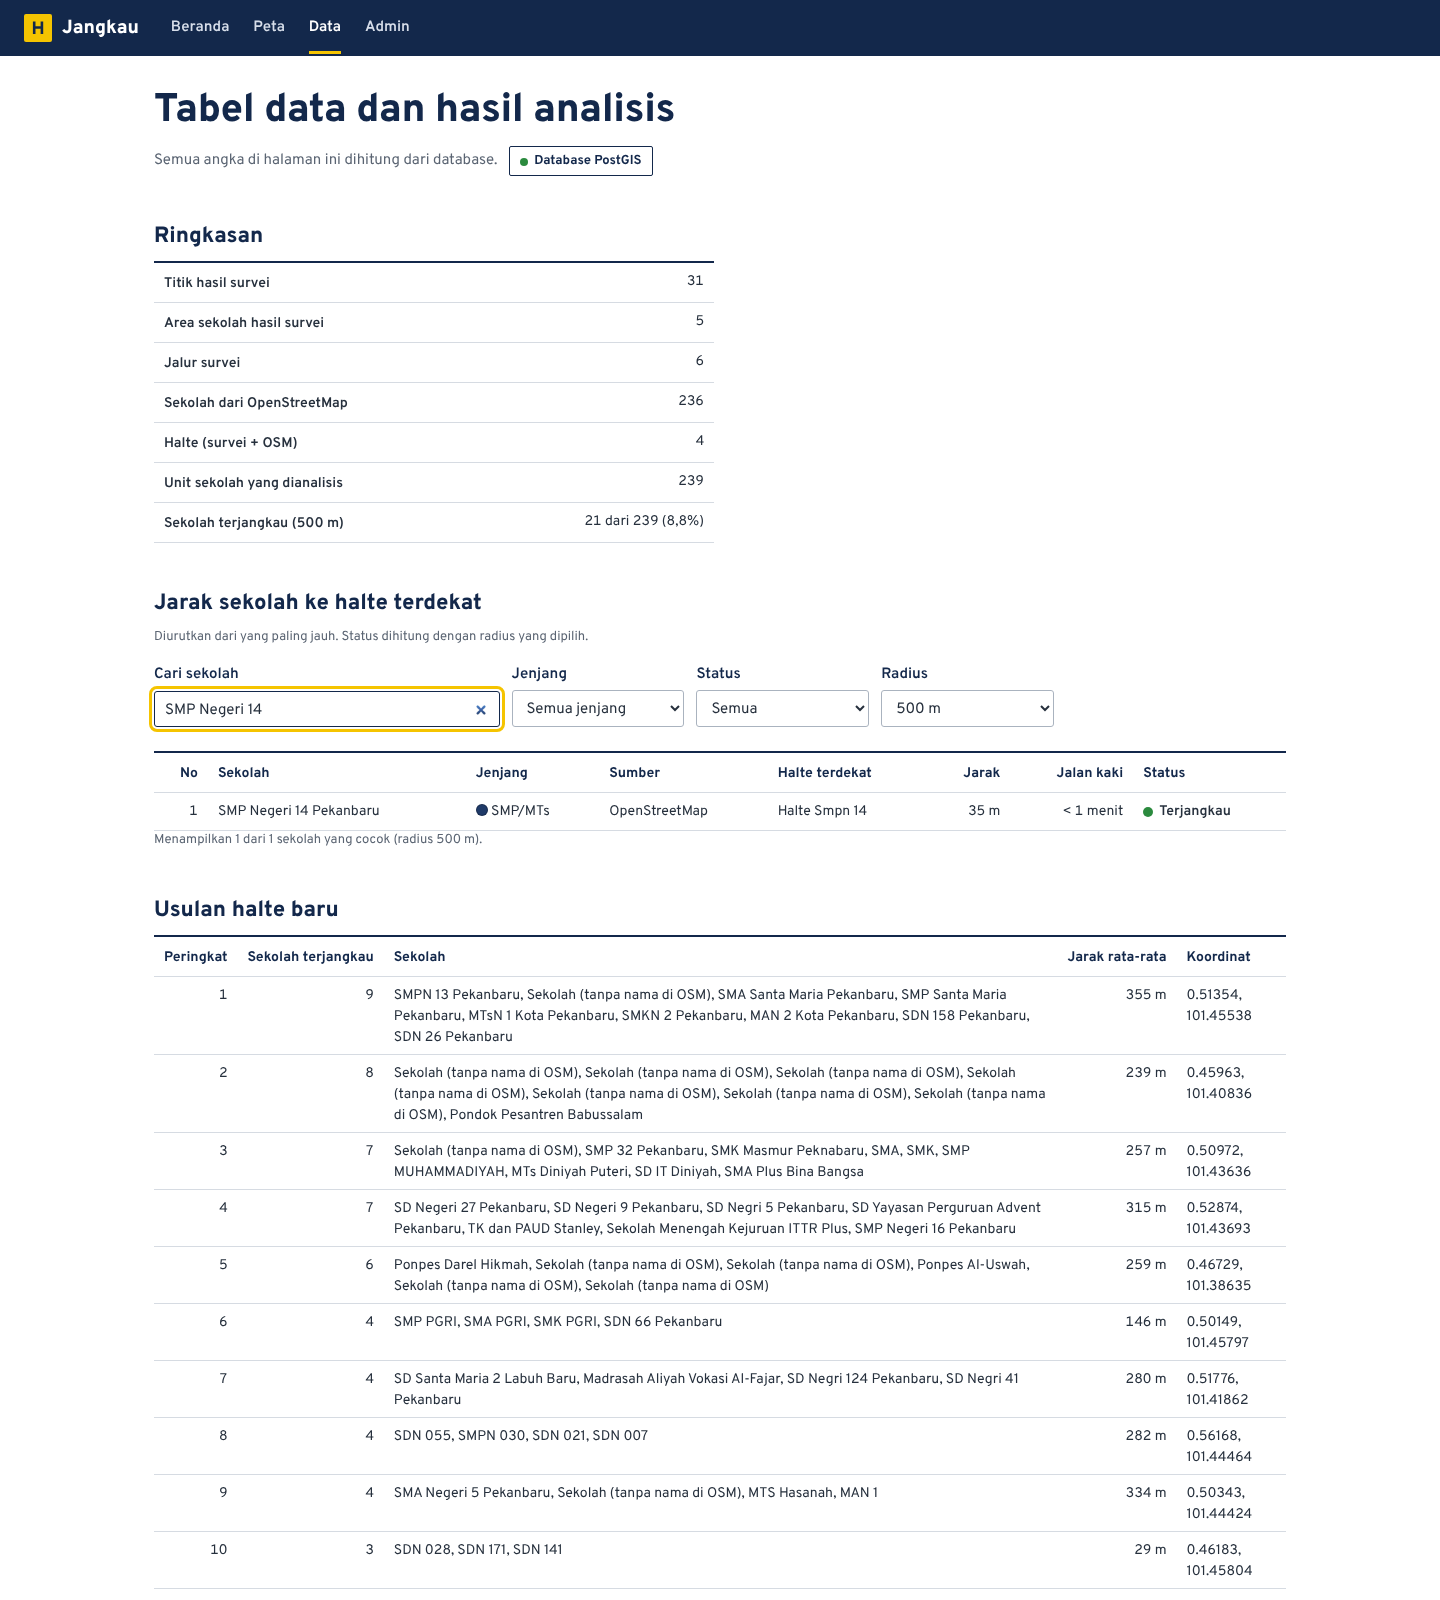 H Jangkau Beranda Peta Data Admin
Tabel data dan hasil analisis
Semua angka di halaman ini dihitung dari database. Database PostGIS
Ringkasan
Titik hasil survei 31
Area sekolah hasil survei 5
Jalur survei 6
Sekolah dari OpenStreetMap 236
Halte (survei + OSM) 4
Unit sekolah yang dianalisis 239
Sekolah terjangkau (500 m) 21 dari 239 (8,8%)
Jarak sekolah ke halte terdekat
Diurutkan dari yang paling jauh. Status dihitung dengan radius yang dipilih.
Cari sekolah Jenjang Status Radius
SMP Negeri 14 × Semua jenjang Semua 500 m
No Sekolah Jenjang Sumber Halte terdekat Jarak Jalan kaki Status
1 SMP Negeri 14 Pekanbaru SMP/MTs OpenStreetMap Halte Smpn 14 35 m < 1 menit Terjangkau
Menampilkan 1 dari 1 sekolah yang cocok (radius 500 m).
Usulan halte baru
Peringkat Sekolah terjangkau Sekolah Jarak rata-rata Koordinat
1 9 SMPN 13 Pekanbaru, Sekolah (tanpa nama di OSM), SMA Santa Maria Pekanbaru, SMP Santa Maria 355 m 0.51354,
Pekanbaru, MTsN 1 Kota Pekanbaru, SMKN 2 Pekanbaru, MAN 2 Kota Pekanbaru, SDN 158 Pekanbaru, 101.45538
SDN 26 Pekanbaru
2 8 Sekolah (tanpa nama di OSM), Sekolah (tanpa nama di OSM), Sekolah (tanpa nama di OSM), Sekolah 239 m 0.45963,
(tanpa nama di OSM), Sekolah (tanpa nama di OSM), Sekolah (tanpa nama di OSM), Sekolah (tanpa nama 101.40836
di OSM), Pondok Pesantren Babussalam
3 7 Sekolah (tanpa nama di OSM), SMP 32 Pekanbaru, SMK Masmur Peknabaru, SMA, SMK, SMP 257 m 0.50972,
MUHAMMADIYAH, MTs Diniyah Puteri, SD IT Diniyah, SMA Plus Bina Bangsa 101.43636
4 7 SD Negeri 27 Pekanbaru, SD Negeri 9 Pekanbaru, SD Negri 5 Pekanbaru, SD Yayasan Perguruan Advent 315 m 0.52874,
Pekanbaru, TK dan PAUD Stanley, Sekolah Menengah Kejuruan ITTR Plus, SMP Negeri 16 Pekanbaru 101.43693
5 6 Ponpes Darel Hikmah, Sekolah (tanpa nama di OSM), Sekolah (tanpa nama di OSM), Ponpes Al-Uswah, 259 m 0.46729,
Sekolah (tanpa nama di OSM), Sekolah (tanpa nama di OSM) 101.38635
6 4 SMP PGRI, SMA PGRI, SMK PGRI, SDN 66 Pekanbaru 146 m 0.50149,
101.45797
7 4 SD Santa Maria 2 Labuh Baru, Madrasah Aliyah Vokasi Al-Fajar, SD Negri 124 Pekanbaru, SD Negri 41 280 m 0.51776,
Pekanbaru 101.41862
8 4 SDN 055, SMPN 030, SDN 021, SDN 007 282 m 0.56168,
101.44464
9 4 SMA Negeri 5 Pekanbaru, Sekolah (tanpa nama di OSM), MTS Hasanah, MAN 1 334 m 0.50343,
101.44424
10 3 SDN 028, SDN 171, SDN 141 29 m 0.46183,
101.45804